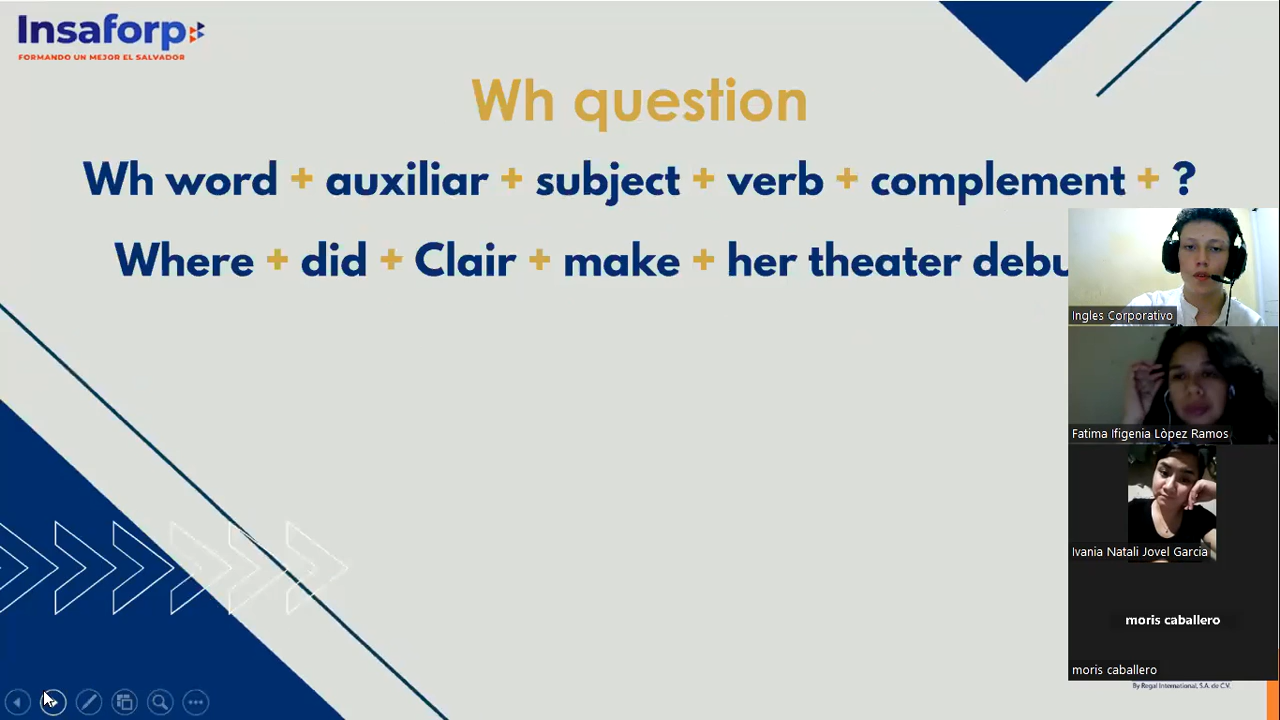 Insaforp
FORMANDO UN MEJOR EL SALVADOR
Wh question
Wh word + auxiliar + subject + verb + complement + ?
Where + did + Clair + make + her theater debu
Ingles Corporativo
Fatima Ifigenia Lòpez Ramos
Ivania Natali Jovel Garcia
moris caballero
moris caballero
By Regal International, S.A. de C.V.